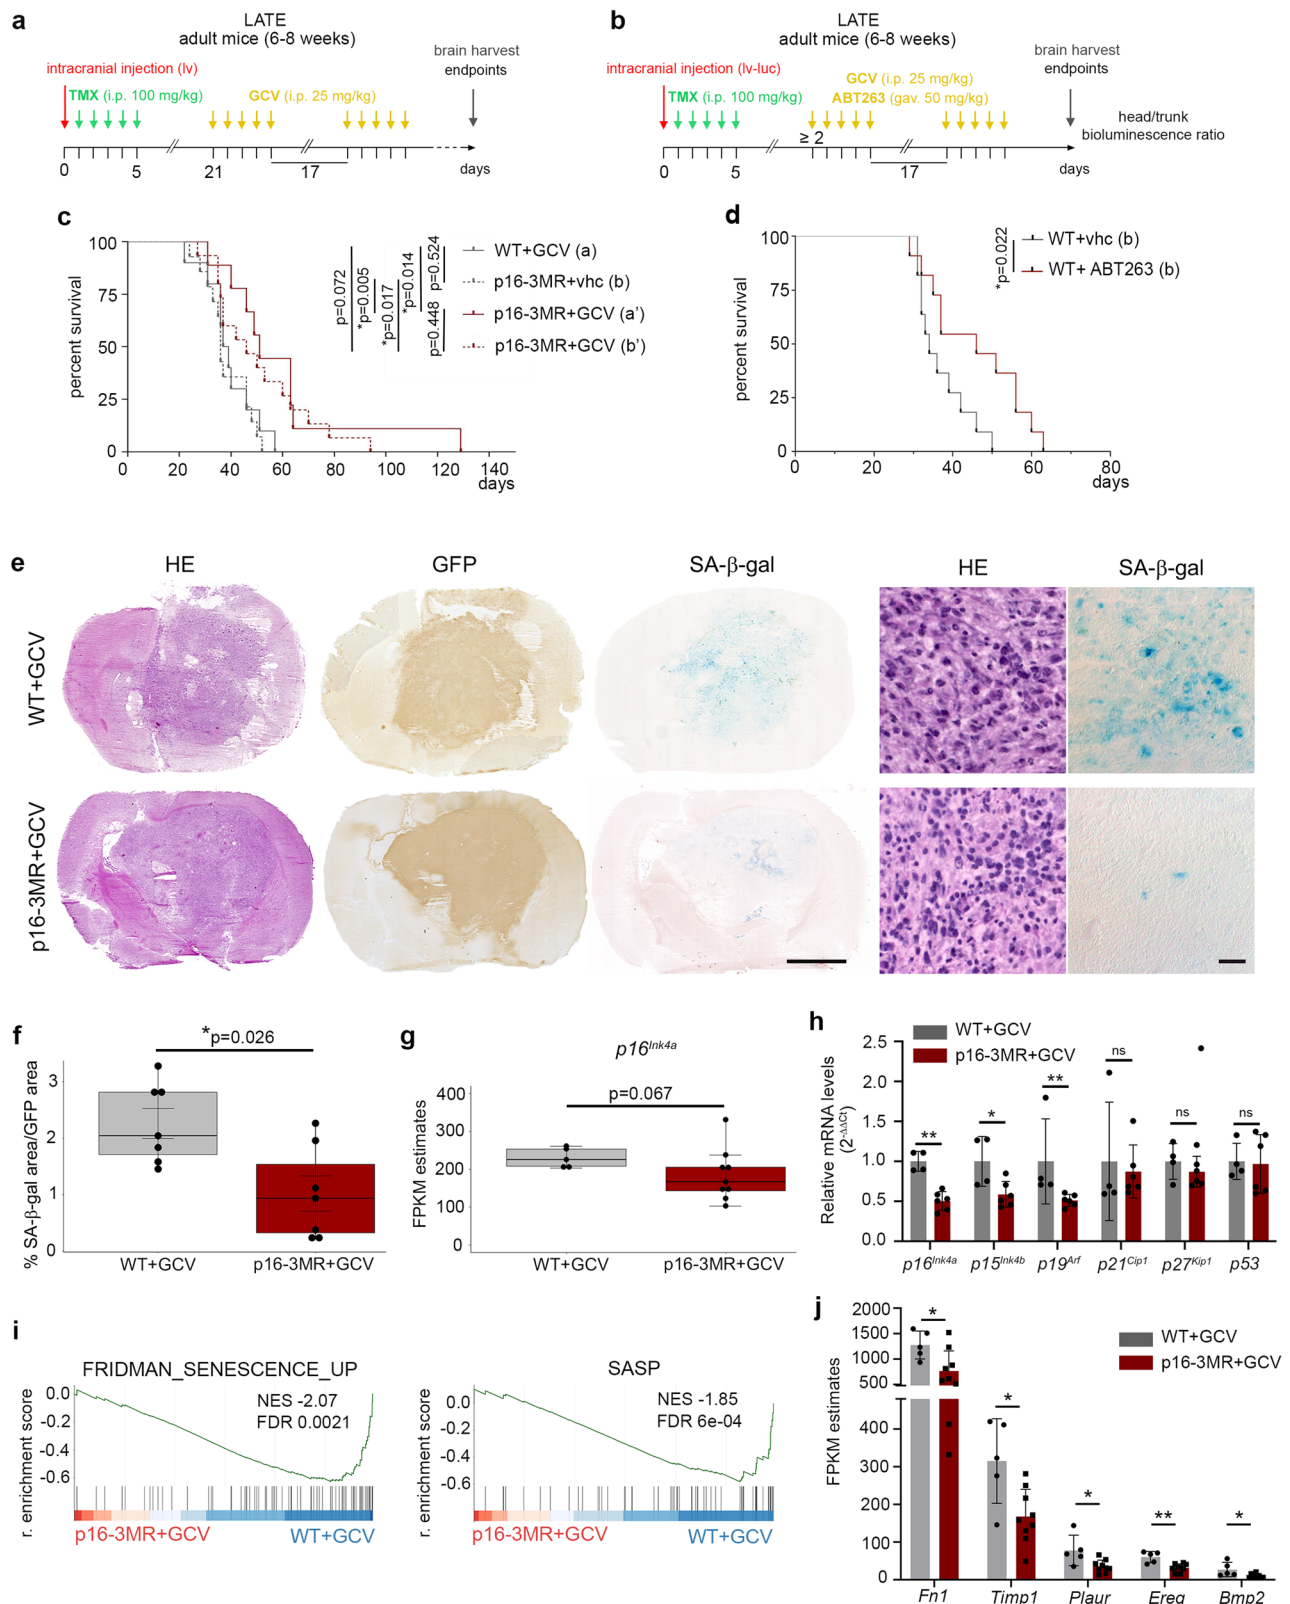 a
LATE
adult mice (6-8 weeks)
intracranial injection (lv)
brain harvest
endpoints
TMX (i.p. 100 mg/kg)
GCV (i.p. 25 mg/kg)
0
5
21
17
days
b
LATE
adult mice (6-8 weeks)
intracranial injection (lv-luc)
brain harvest
endpoints
GCV (i.p. 25 mg/kg)
TMX (i.p. 100 mg/kg)
ABT263 (gav. 50 mg/kg)
head/trunk
bioluminescence ratio
≥ 2
0
5
17
days
c
percent survival
100
75
50
25
0
0
20
40
60
80
100
120
140
days
p=0.072
*p=0.005
*p=0.017
*p=0.014
p=0.524
p=0.448
WT+GCV (a)
p16-3MR+vhc (b)
p16-3MR+GCV (a')
p16-3MR+GCV (b')
d
percent survival
100
75
50
25
0
0
20
40
60
80
days
*p=0.022
WT+vhc (b)
WT+ ABT263 (b)
e
HE
GFP
SA-β-gal
HE
SA-β-gal
WT+GCV
p16-3MR+GCV
f
% SA-β-gal area/GFP area
3
2
1
0
*p=0.026
WT+GCV
p16-3MR+GCV
g
p16Ink4a
FPKM estimates
400
300
200
100
0
p=0.067
WT+GCV
p16-3MR+GCV
h
WT+GCV
p16-3MR+GCV
Relative mRNA levels
(2-ΔΔCt)
2.5
2.0
1.5
1.0
0.5
0.0
**
*
**
ns
ns
ns
p16Ink4a
p15Ink4b
p19Arf
p21Cip1
p27Kip1
p53
i
FRIDMAN_SENESCENCE_UP
NES -2.07
FDR 0.0021
r. enrichment score
0.0
-0.2
-0.4
-0.6
p16-3MR+GCV
WT+GCV
SASP
NES -1.85
FDR 6e-04
r. enrichment score
0.0
-0.2
-0.4
-0.6
p16-3MR+GCV
WT+GCV
j
WT+GCV
p16-3MR+GCV
FPKM estimates
2000
1500
1000
500
400
300
200
100
0
*
*
*
**
*
Fn1
Timp1
Plaur
Ereg
Bmp2